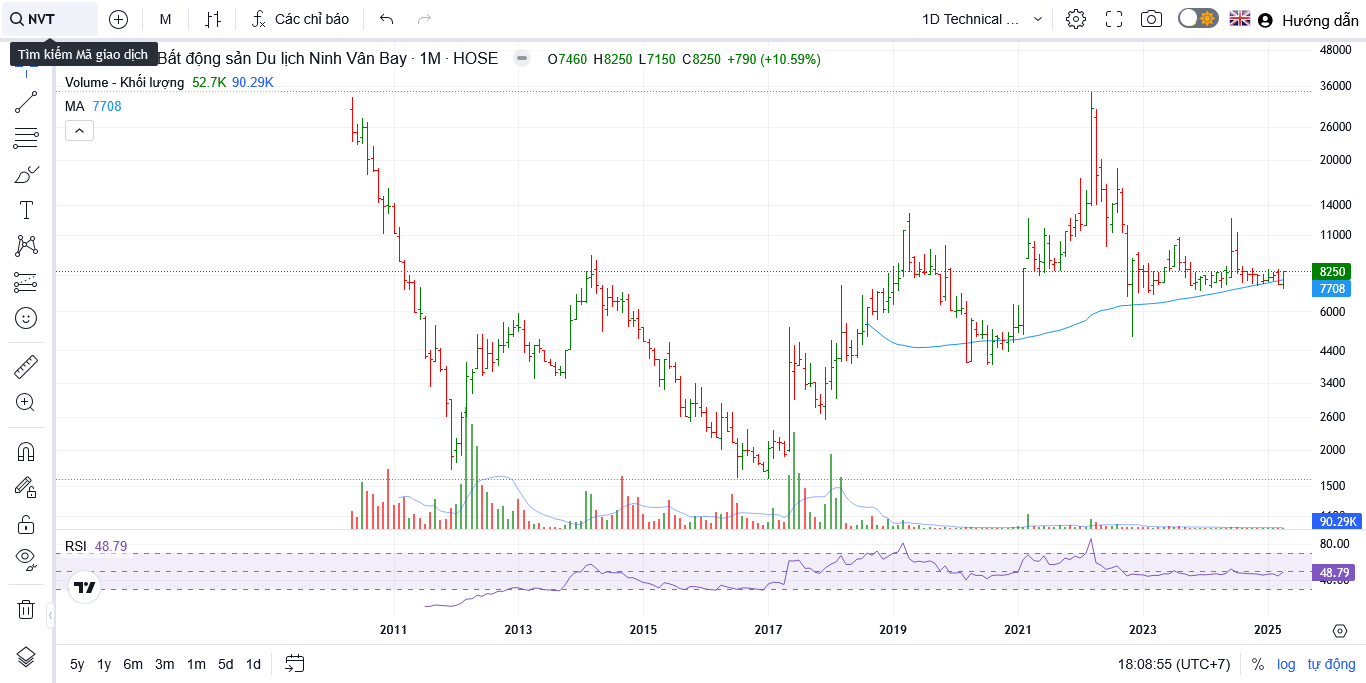 NVT
M
Các chỉ báo
1D Technical ...
Hướng dẫn
Tìm kiếm Mã giao dịch
Bất động sản Du lịch Ninh Vân Bay · 1M · HOSE
O7460 H8250 L7150 C8250 +790 (+10.59%)
Volume - Khối lượng 52.7K 90.29K
MA 7708
48000
36000
26000
20000
14000
11000
8250
7708
6000
4400
3400
2600
2000
1500
90.29K
RSI 48.79
80.00
48.79
2011 2013 2015 2017 2019 2021 2023 2025
5y 1y 6m 3m 1m 5d 1d
18:08:55 (UTC+7) % log tự động